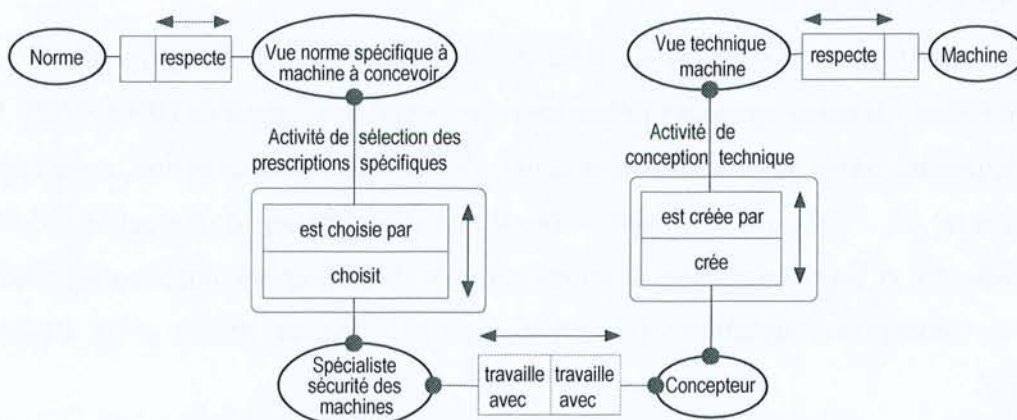 Norme
respecte
Vue norme spécifique à
machine à concevoir
Vue technique
machine
respecte
Machine
Activité de sélection des
prescriptions spécifiques
Activité de
conception technique
est choisie par
choisit
est créée par
crée
Spécialiste
sécurité des
machines
travaille travaille
avec avec
Concepteur